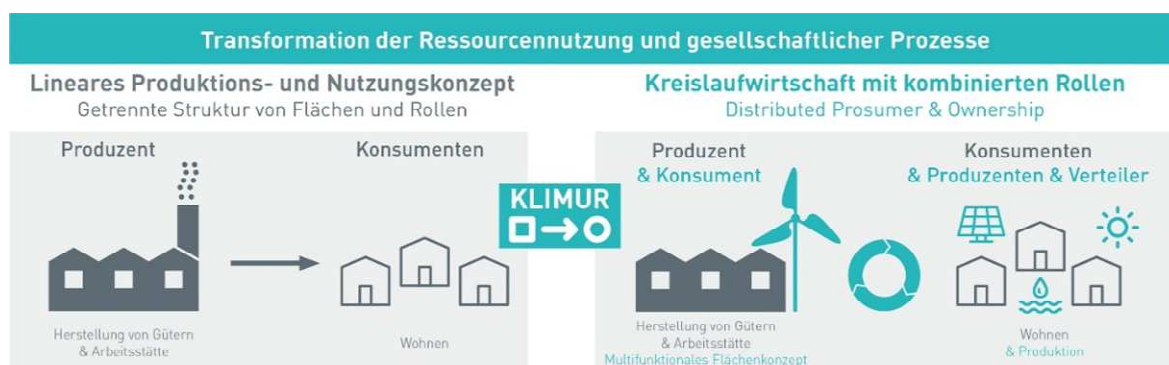 Transformation der Ressourcennutzung und gesellschaftlicher Prozesse
Lineares Produktions- und Nutzungskonzept
Getrennte Struktur von Flächen und Rollen
Produzent
Konsumenten
Herstellung von Gütern
& Arbeitsstätte
Wohnen
KLIMUR
Kreislaufwirtschaft mit kombinierten Rollen
Distributed Prosumer & Ownership
Produzent
& Konsument
Konsumenten
& Produzenten & Verteiler
Herstellung von Gütern
& Arbeitsstätte
Multifunktionales Flächenkonzept
Wohnen
& Produktion